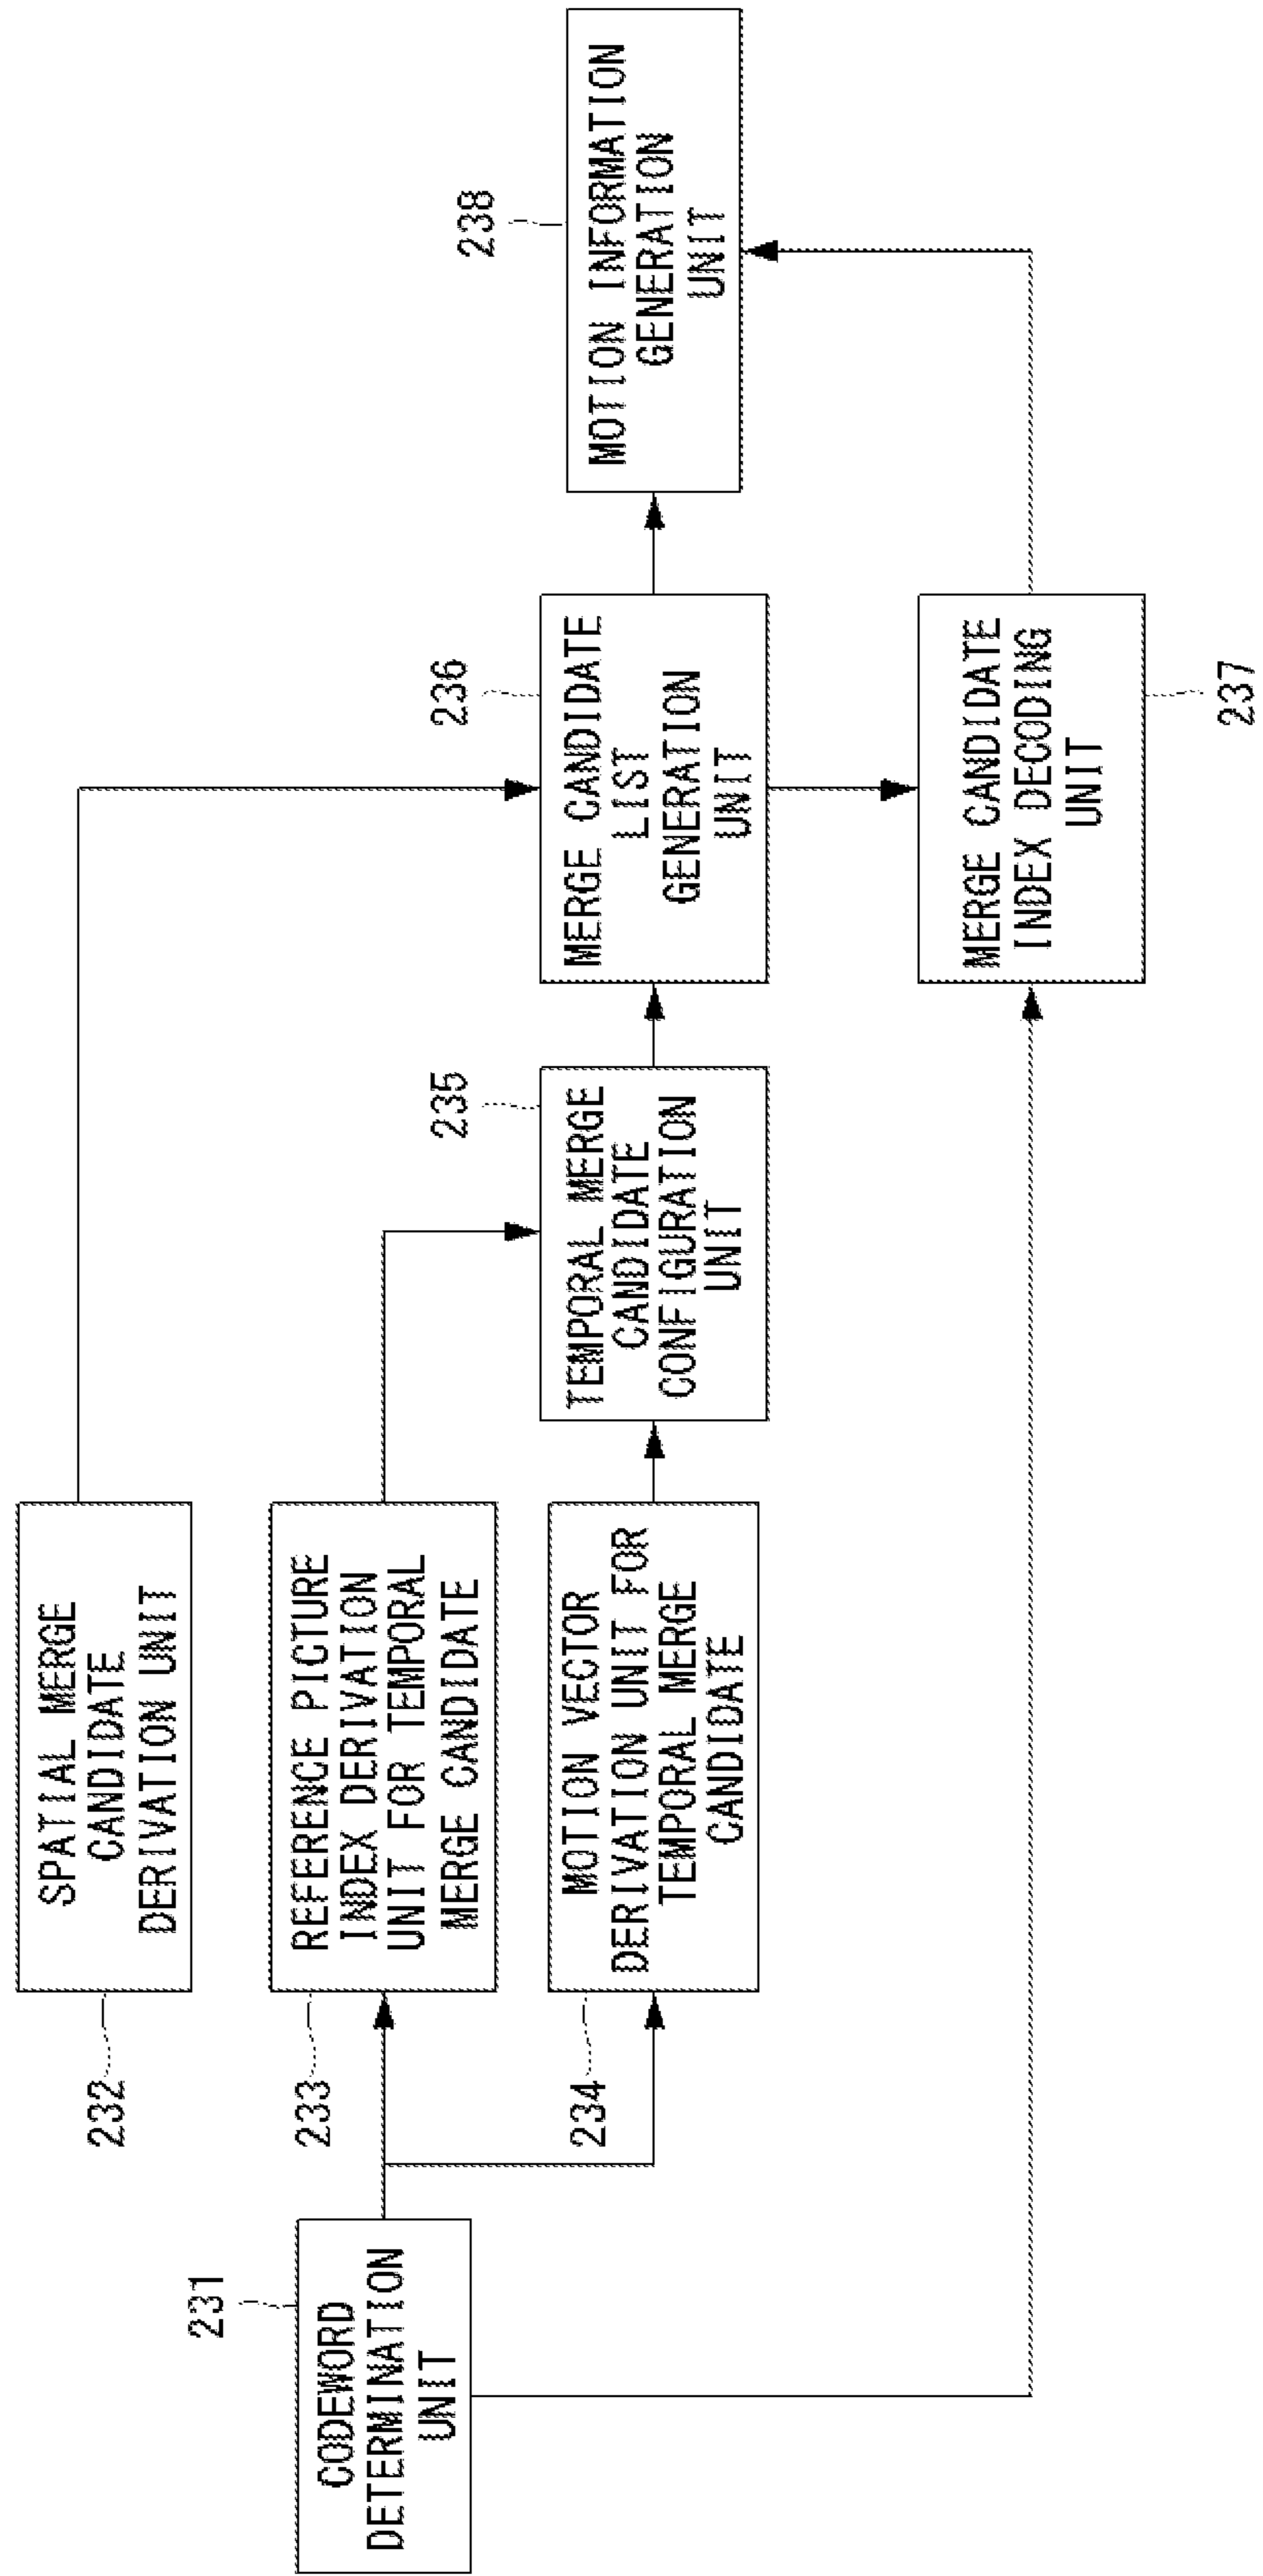 231
CODEWORD
DETERMINATION
UNIT
232
SPATIAL MERGE
CANDIDATE
DERIVATION UNIT
233
REFERENCE PICTURE
INDEX DERIVATION
UNIT FOR TEMPORAL
MERGE CANDIDATE
234
MOTION VECTOR
DERIVATION UNIT FOR
TEMPORAL MERGE
CANDIDATE
235
TEMPORAL MERGE
CANDIDATE
CONFIGURATION
UNIT
236
MERGE CANDIDATE
LIST
GENERATION
UNIT
MERGE CANDIDATE
INDEX DECODING
UNIT
237
238
MOTION INFORMATION
GENERATION
UNIT